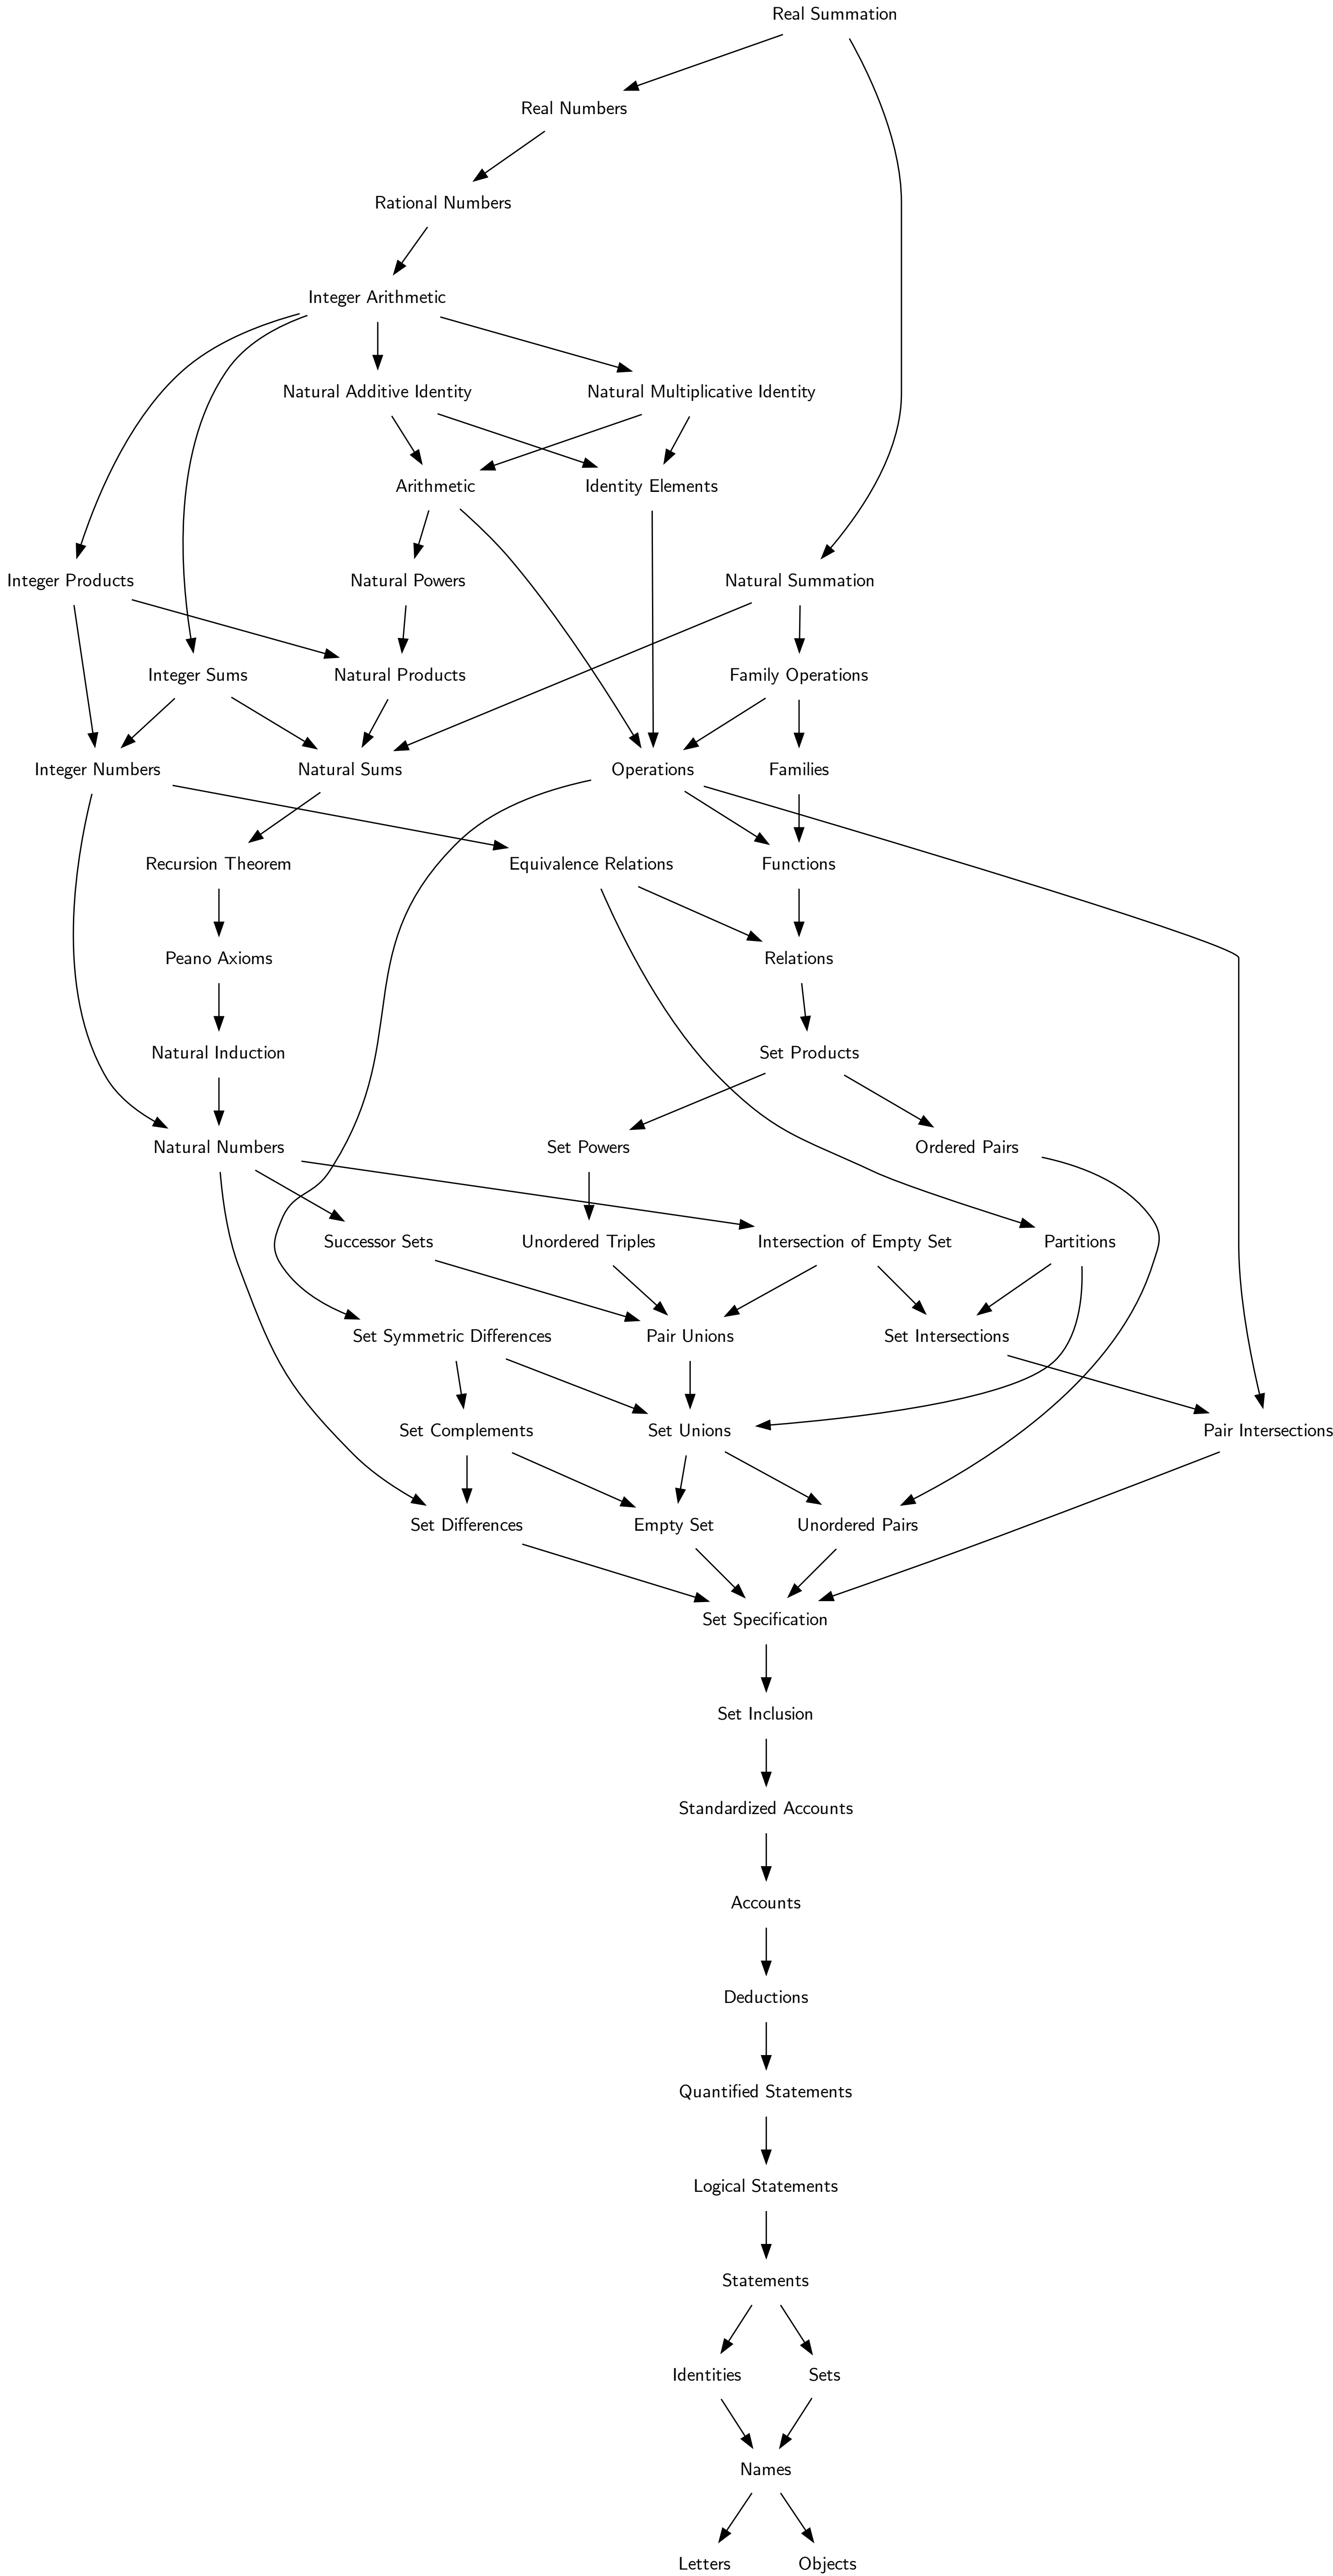 Real Summation
Real Numbers
Rational Numbers
Integer Arithmetic
Natural Additive Identity
Natural Multiplicative Identity
Arithmetic
Identity Elements
Integer Products
Natural Powers
Natural Summation
Integer Sums
Natural Products
Family Operations
Integer Numbers
Natural Sums
Operations
Families
Recursion Theorem
Equivalence Relations
Functions
Peano Axioms
Relations
Natural Induction
Set Products
Natural Numbers
Set Powers
Ordered Pairs
Successor Sets
Unordered Triples
Intersection of Empty Set
Partitions
Set Symmetric Differences
Pair Unions
Set Intersections
Set Complements
Set Unions
Pair Intersections
Set Differences
Empty Set
Unordered Pairs
Set Specification
Set Inclusion
Standardized Accounts
Accounts
Deductions
Quantified Statements
Logical Statements
Statements
Identities
Sets
Names
Letters
Objects